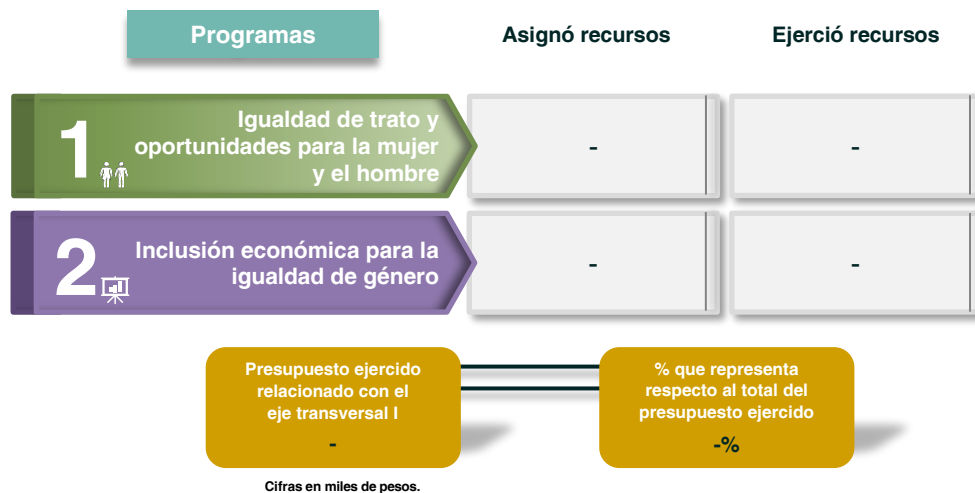 Programas
Asignó recursos
Ejerció recursos
1
Igualdad de trato y
oportunidades para la mujer
y el hombre
-
-
2
Inclusión económica para la
igualdad de género
-
-
Presupuesto ejercido
relacionado con el
eje transversal I
-
% que representa
respecto al total del
presupuesto ejercido
-%
Cifras en miles de pesos.